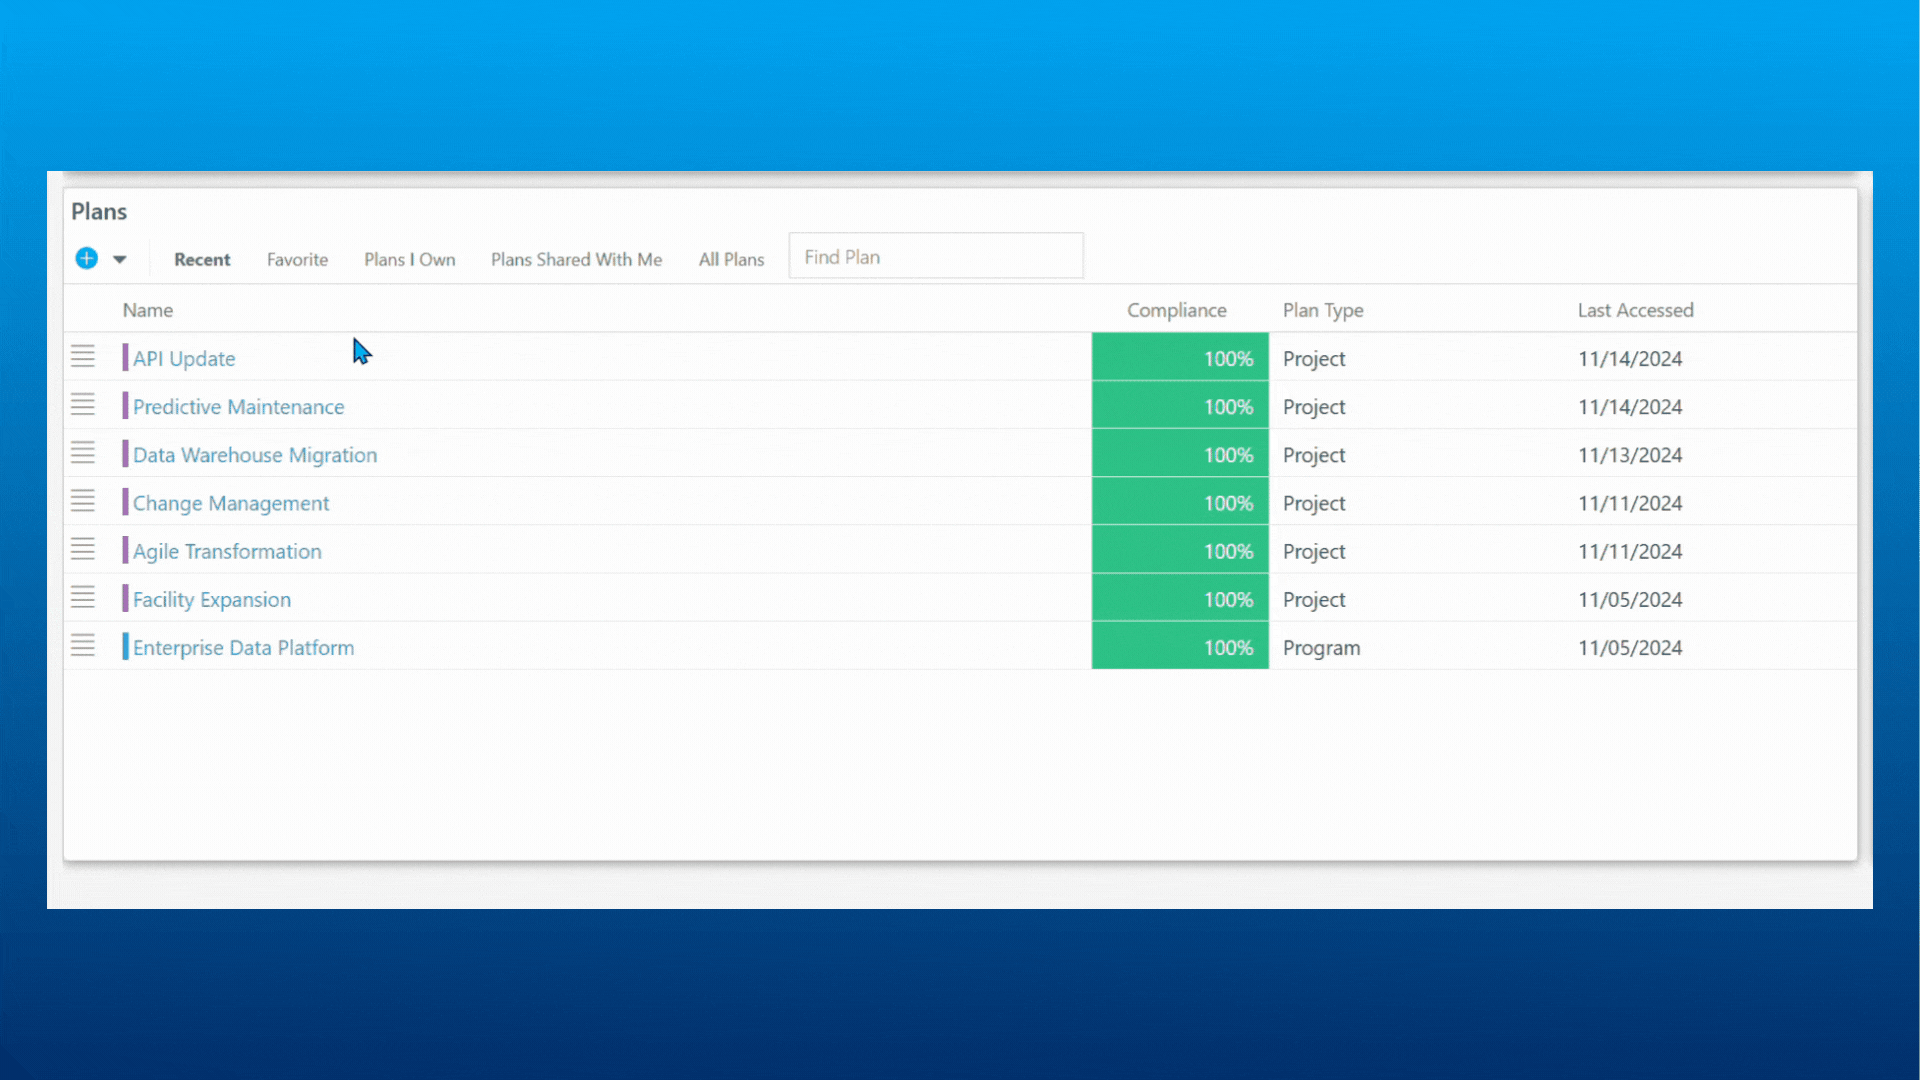 Plans
Recent Favorite Plans I Own Plans Shared With Me All Plans Find Plan
Name Compliance Plan Type Last Accessed
API Update 100% Project 11/14/2024
Predictive Maintenance 100% Project 11/14/2024
Data Warehouse Migration 100% Project 11/13/2024
Change Management 100% Project 11/11/2024
Agile Transformation 100% Project 11/11/2024
Facility Expansion 100% Project 11/05/2024
Enterprise Data Platform 100% Program 11/05/2024